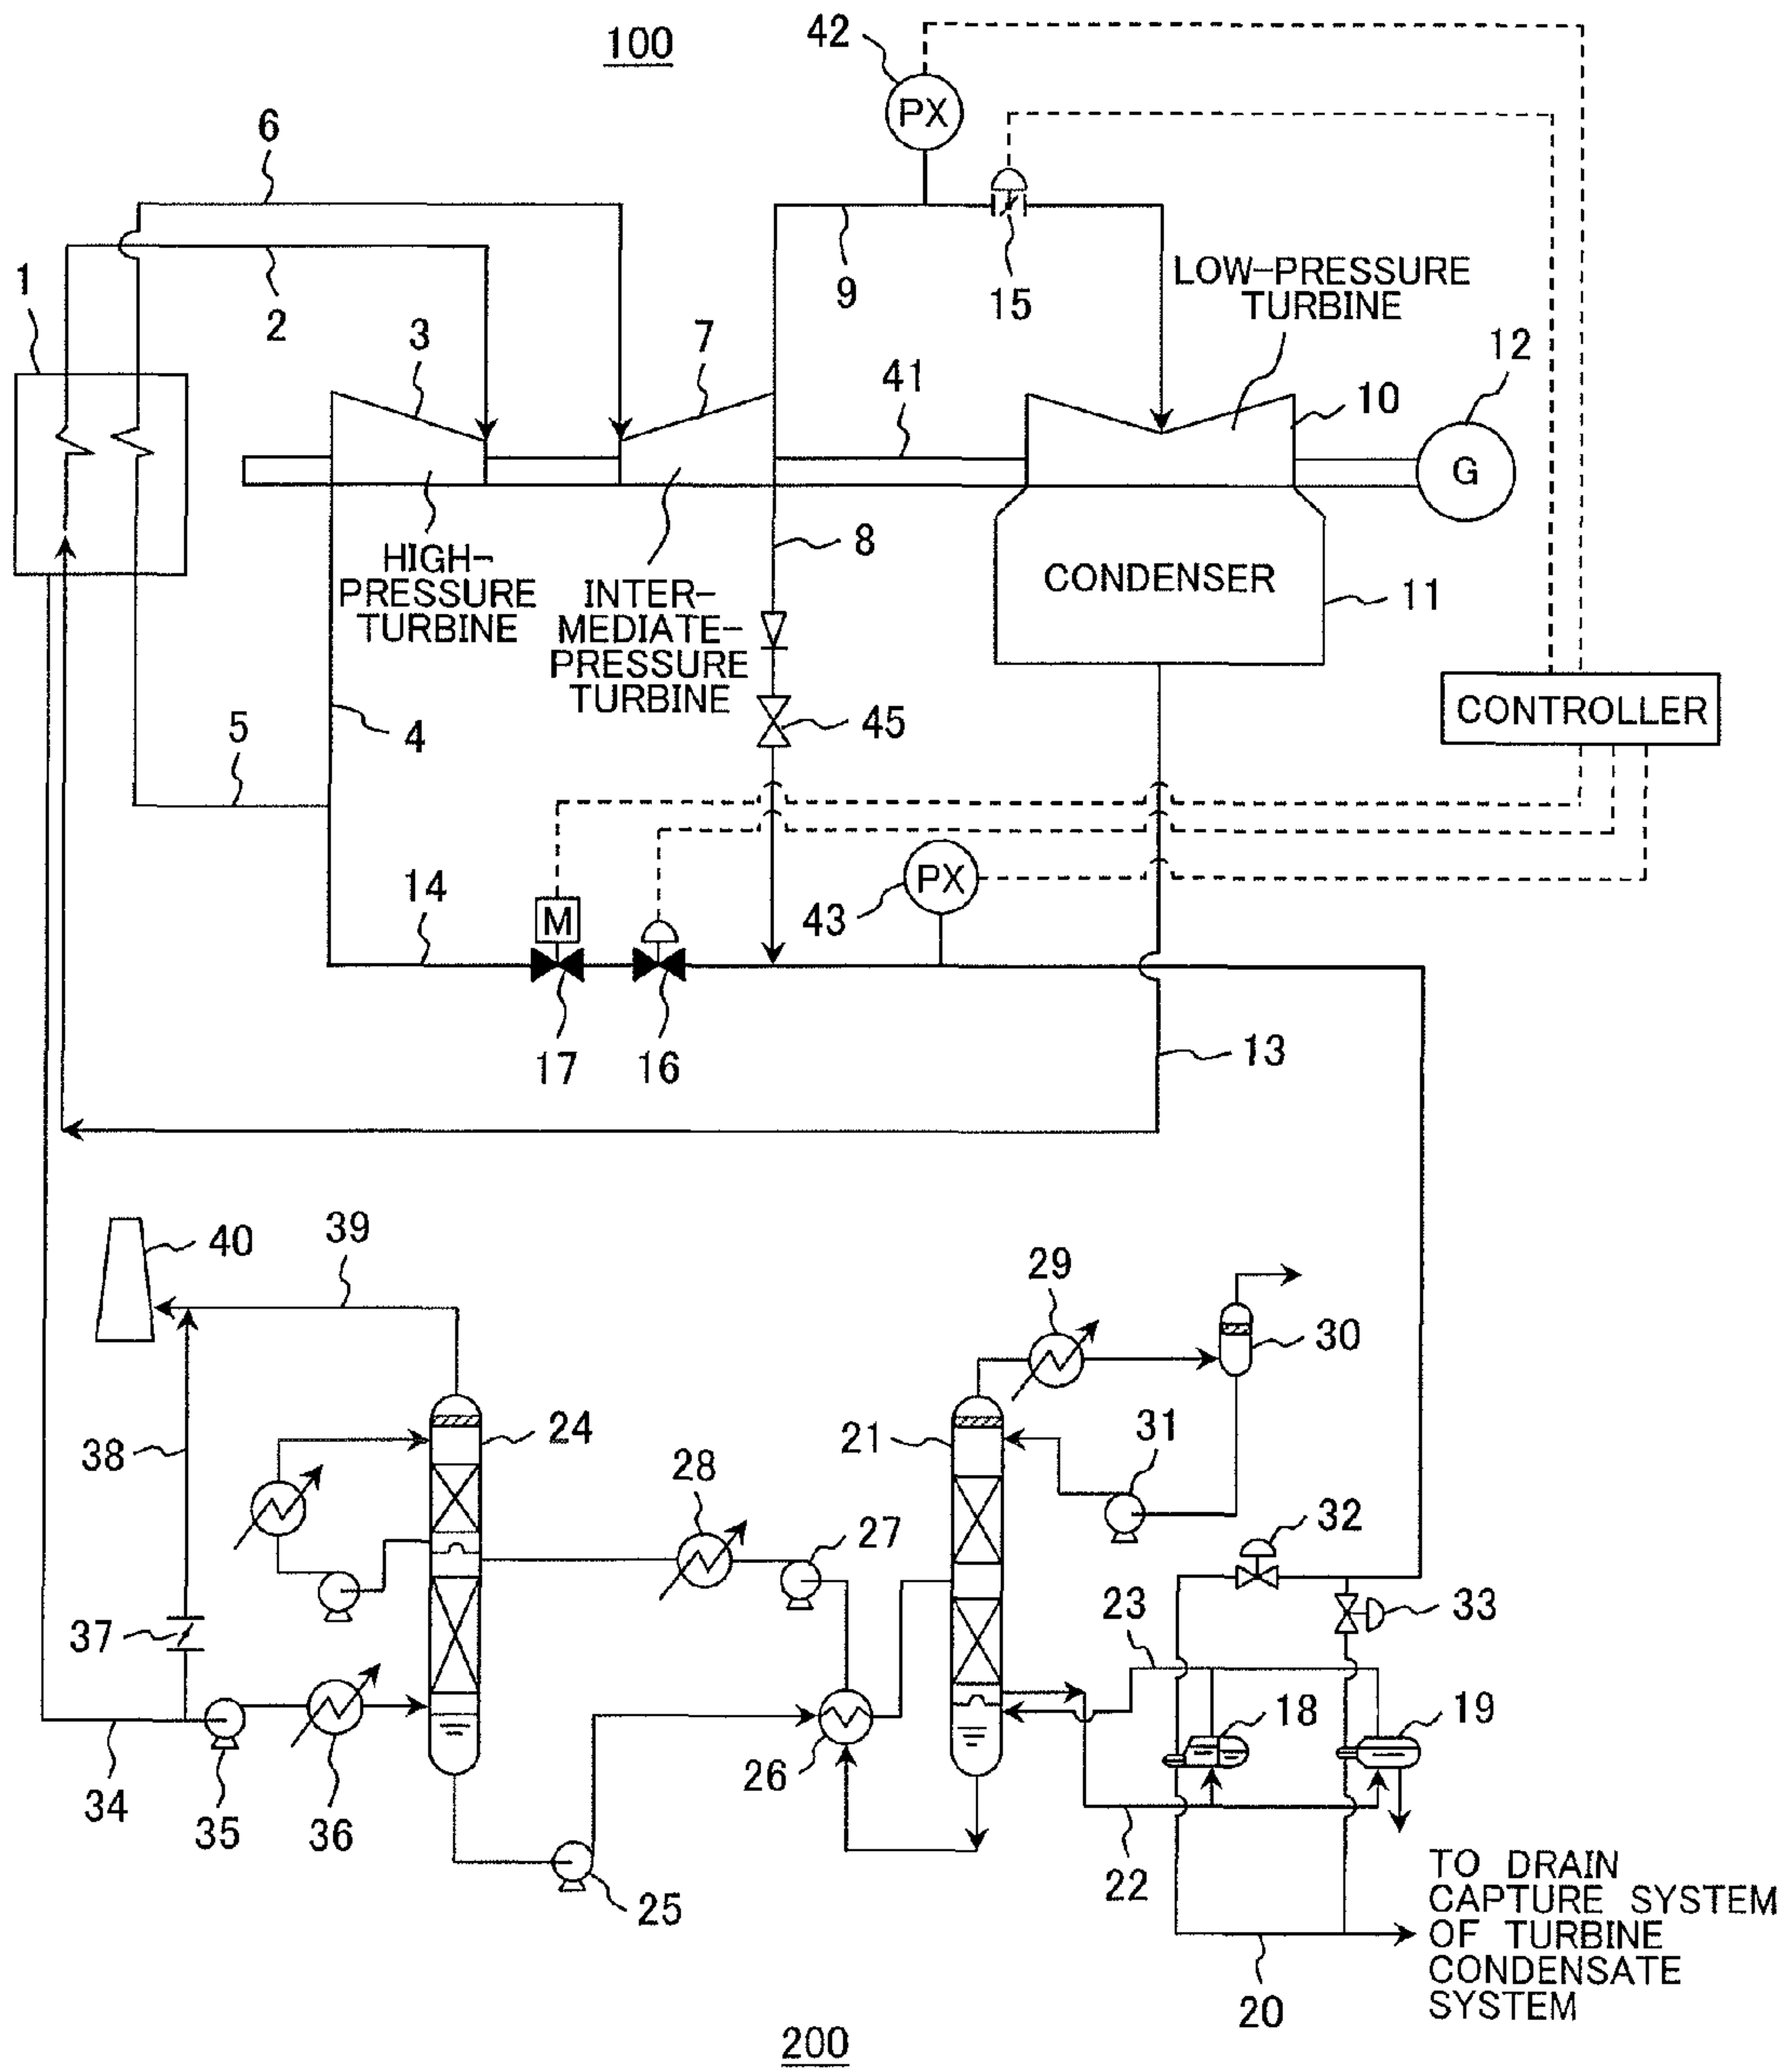 100
42
PX
6
9
15
LOW-PRESSURE
TURBINE
1
2
3
7
41
12
10
G
8
HIGH-
PRESSURE
TURBINE
INTER-
MEDIATE-
PRESSURE
TURBINE
CONDENSER
11
45
CONTROLLER
5
4
14
M
PX
43
17
16
13
40
39
29
30
24
21
31
38
28
32
27
37
23
33
18
19
26
34
35
36
25
22
TO DRAIN
CAPTURE SYSTEM
OF TURBINE
CONDENSATE
SYSTEM
20
200